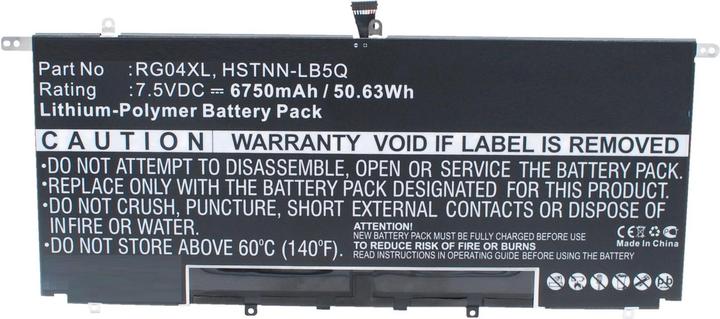 Part No : RG04XL, HSTNN-LB5Q
Rating : 7.5VDC ⎓ 6750mAh / 50.63Wh
Lithium-Polymer Battery Pack
CAUTION WARRANTY VOID IF LABEL IS REMOVED
•DO NOT ATTEMPT TO DISASSEMBLE, OPEN OR SERVICE THE BATTERY PACK.
•REPLACE ONLY WITH THE BATTERY PACK DESIGNATED FOR THIS PRODUCT.
•DO NOT CRUSH, PUNCTURE, SHORT EXTERNAL CONTACTS OR DISPOSE OF
INFIRE OR WATER.
•DO NOT STORE ABOVE 60°C (140°F).
ATTENTION!
NEW BATTERY PACK MUST BE FULLY CHARGED BEFORE USE
TO REDUCE RISK OF FIRE OR BURNS
READ INSTRUCTIONS IN OPERATING GUIDE BEFORE USE.
CE
Made In China